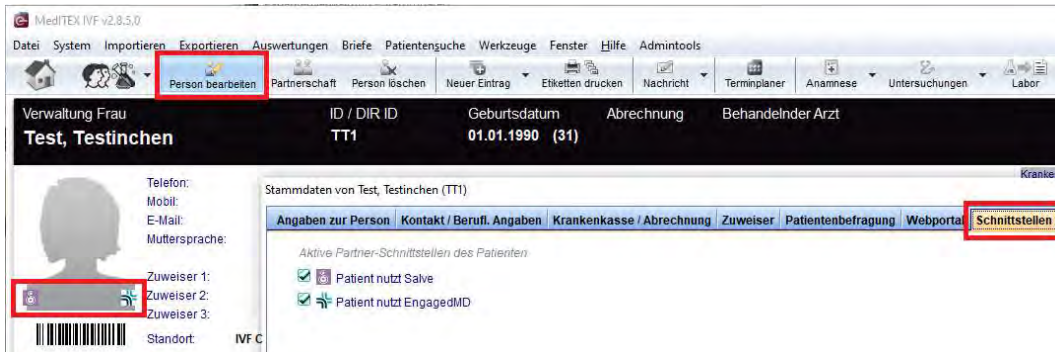 MedITEX IVF v2.8.5.0
Datei System Importieren Exportieren Auswertungen Briefe Patientensuche Werkzeuge Fenster Hilfe Admintools
Person bearbeiten Partnerschaft Person löschen Neuer Eintrag Etiketten drucken Nachricht Terminplaner Anamnese Untersuchungen Labor
Verwaltung Frau ID / DIR ID Geburtsdatum Abrechnung Behandelnder Arzt
Test, Testinchen TT1 01.01.1990 (31)
Kranke
Telefon:
Mobil:
E-Mail:
Muttersprache:
Zuweiser 1:
Zuweiser 2:
Zuweiser 3:
Standort: IVF C
Stammdaten von Test, Testinchen (TT1)
Angaben zur Person Kontakt / Berufl. Angaben Krankenkasse / Abrechnung Zuweiser Patientenbefragung Webportal Schnittstellen
Aktive Partner-Schnittstellen des Patienten
Patient nutzt Salve
Patient nutzt EngagedMD